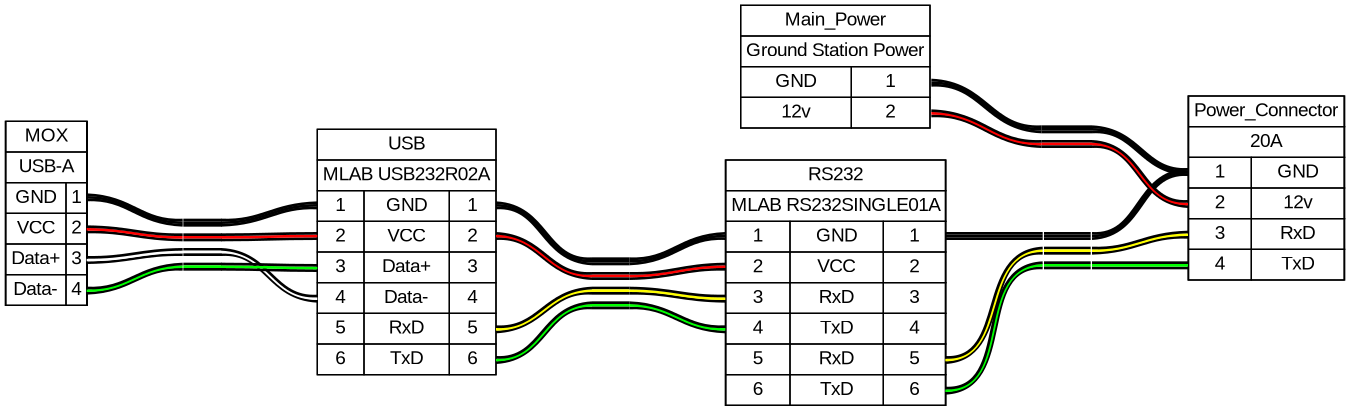 MOX
USB-A
GND 1
VCC 2
Data+ 3
Data- 4
USB
MLAB USB232R02A
1 GND 1
2 VCC 2
3 Data+ 3
4 Data- 4
5 RxD 5
6 TxD 6
Main_Power
Ground Station Power
GND 1
12v 2
RS232
MLAB RS232SINGLE01A
1 GND 1
2 VCC 2
3 RxD 3
4 TxD 4
5 RxD 5
6 TxD 6
Power_Connector
20A
1 GND
2 12v
3 RxD
4 TxD